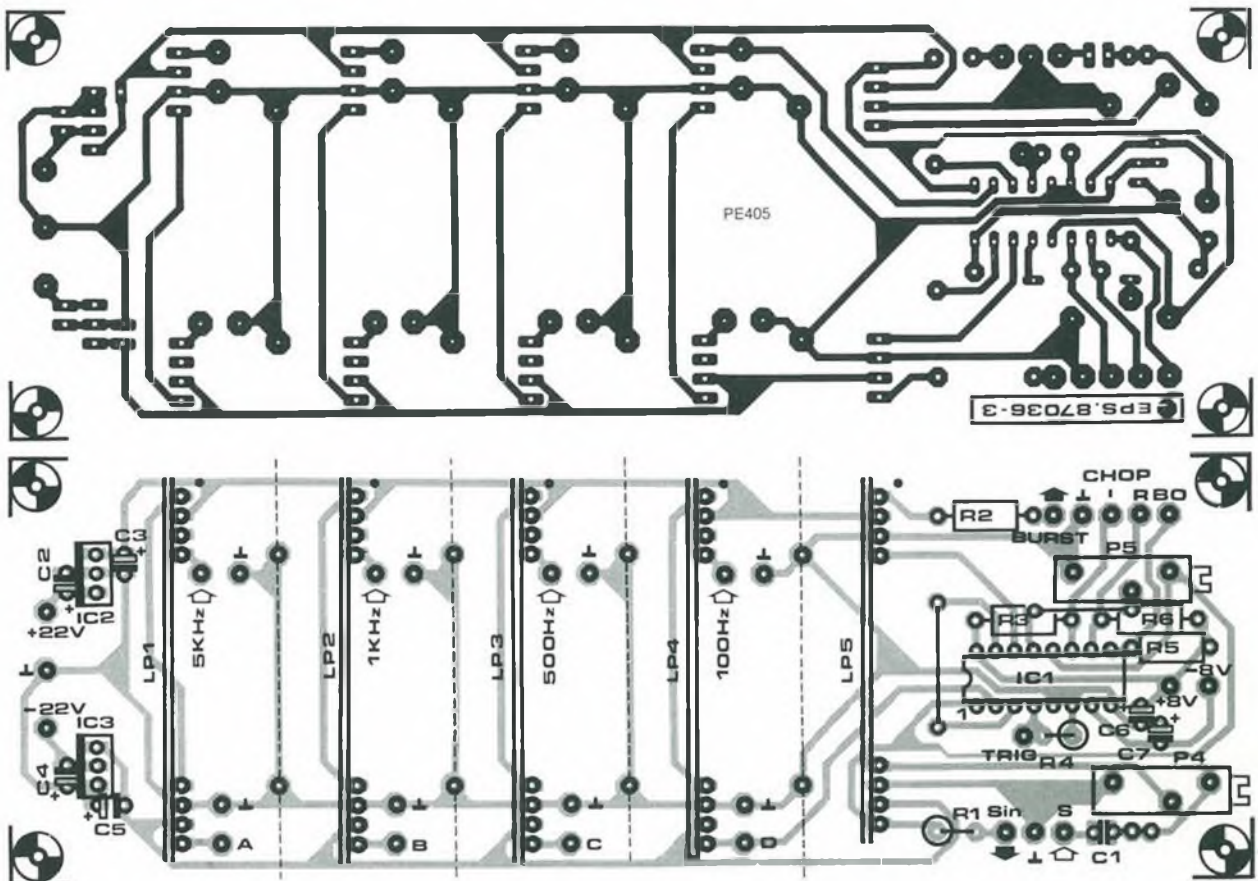 PE405
EPS.87036-3
CHOP
R BO
R2
BURST
C3
C2
P5
IC2
+22V
R3
R6
5KHz
1KHz
500Hz
100Hz
R5
LP1
LP2
LP3
LP4
LP5
IC1
-8V
+8V
-22V
1
IC3
C6
TRIG
R4
C7
P4
C4
C5
R1
Sin
S
C1
A
B
C
D